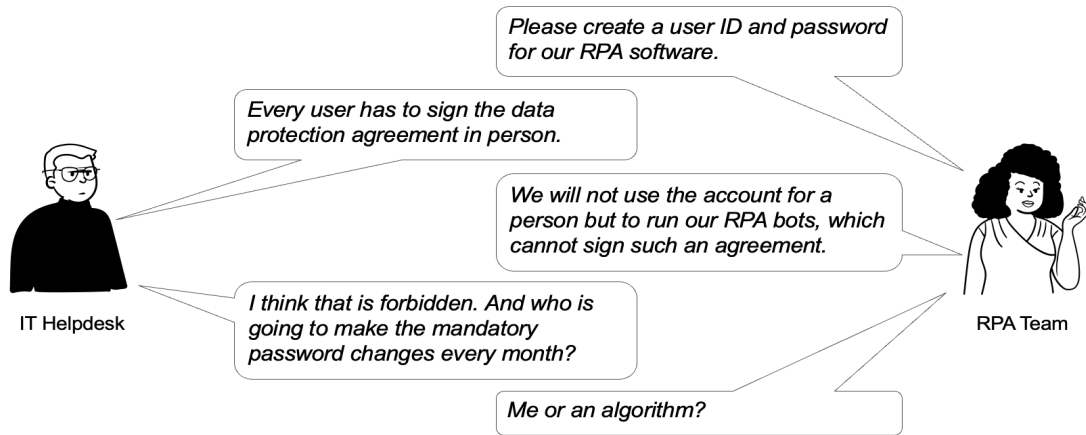 Please create a user ID and password
for our RPA software.
Every user has to sign the data
protection agreement in person.
We will not use the account for a
person but to run our RPA bots, which
cannot sign such an agreement.
I think that is forbidden. And who is
going to make the mandatory
password changes every month?
Me or an algorithm?
IT Helpdesk
RPA Team